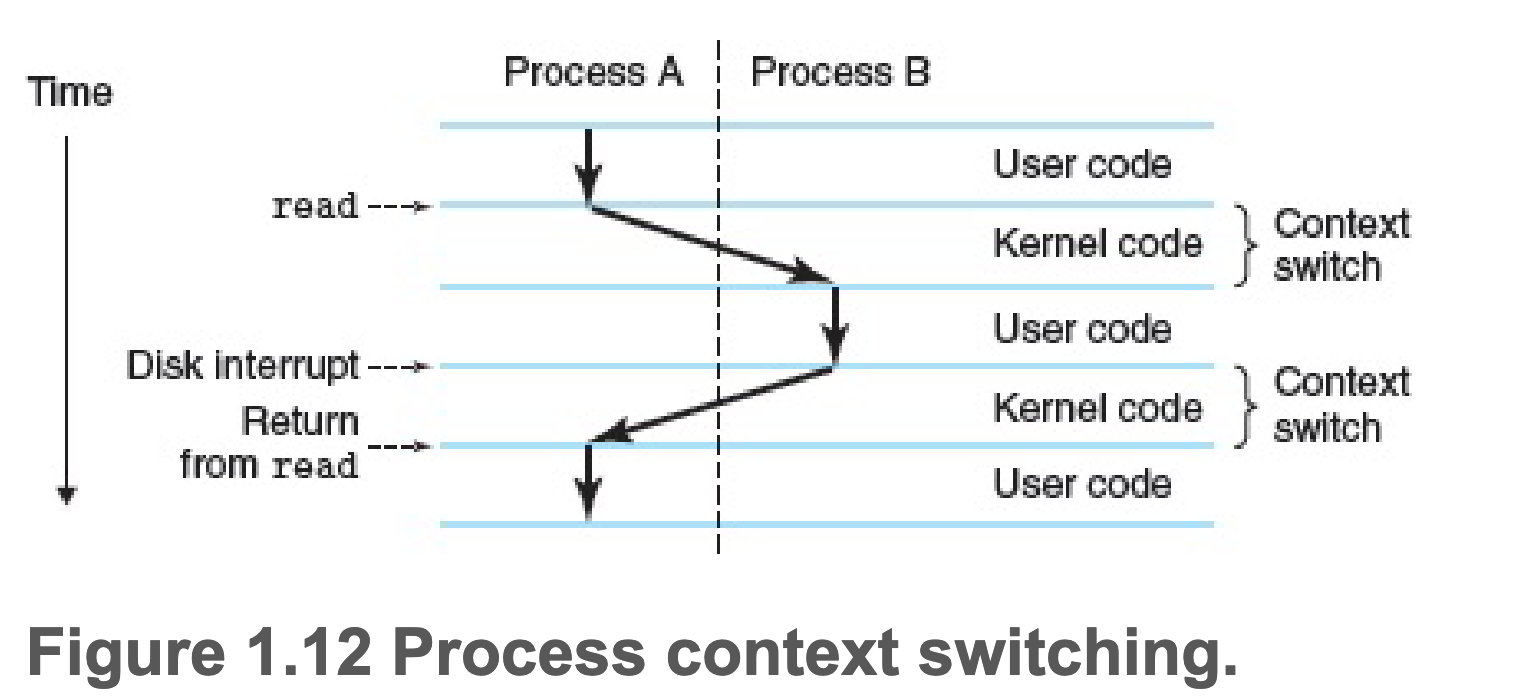 Process A
Process B
Time
User code
read
Kernel code
Context
switch
User code
Disk interrupt
Return
from read
Kernel code
Context
switch
User code
Figure 1.12 Process context switching.